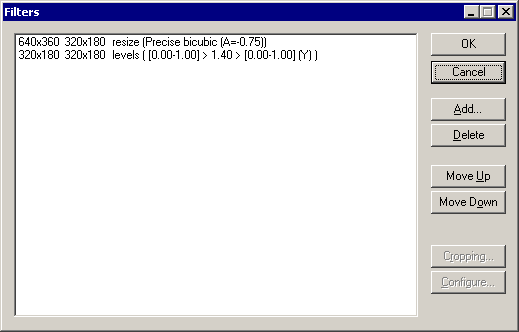 Filters
640x360 320x180 resize (Precise bicubic (A=-0.75))
320x180 320x180 levels ( [0.00-1.00] > 1.40 > [0.00-1.00] (Y) )
OK
Cancel
Add...
Delete
Move Up
Move Down
Cropping...
Configure...